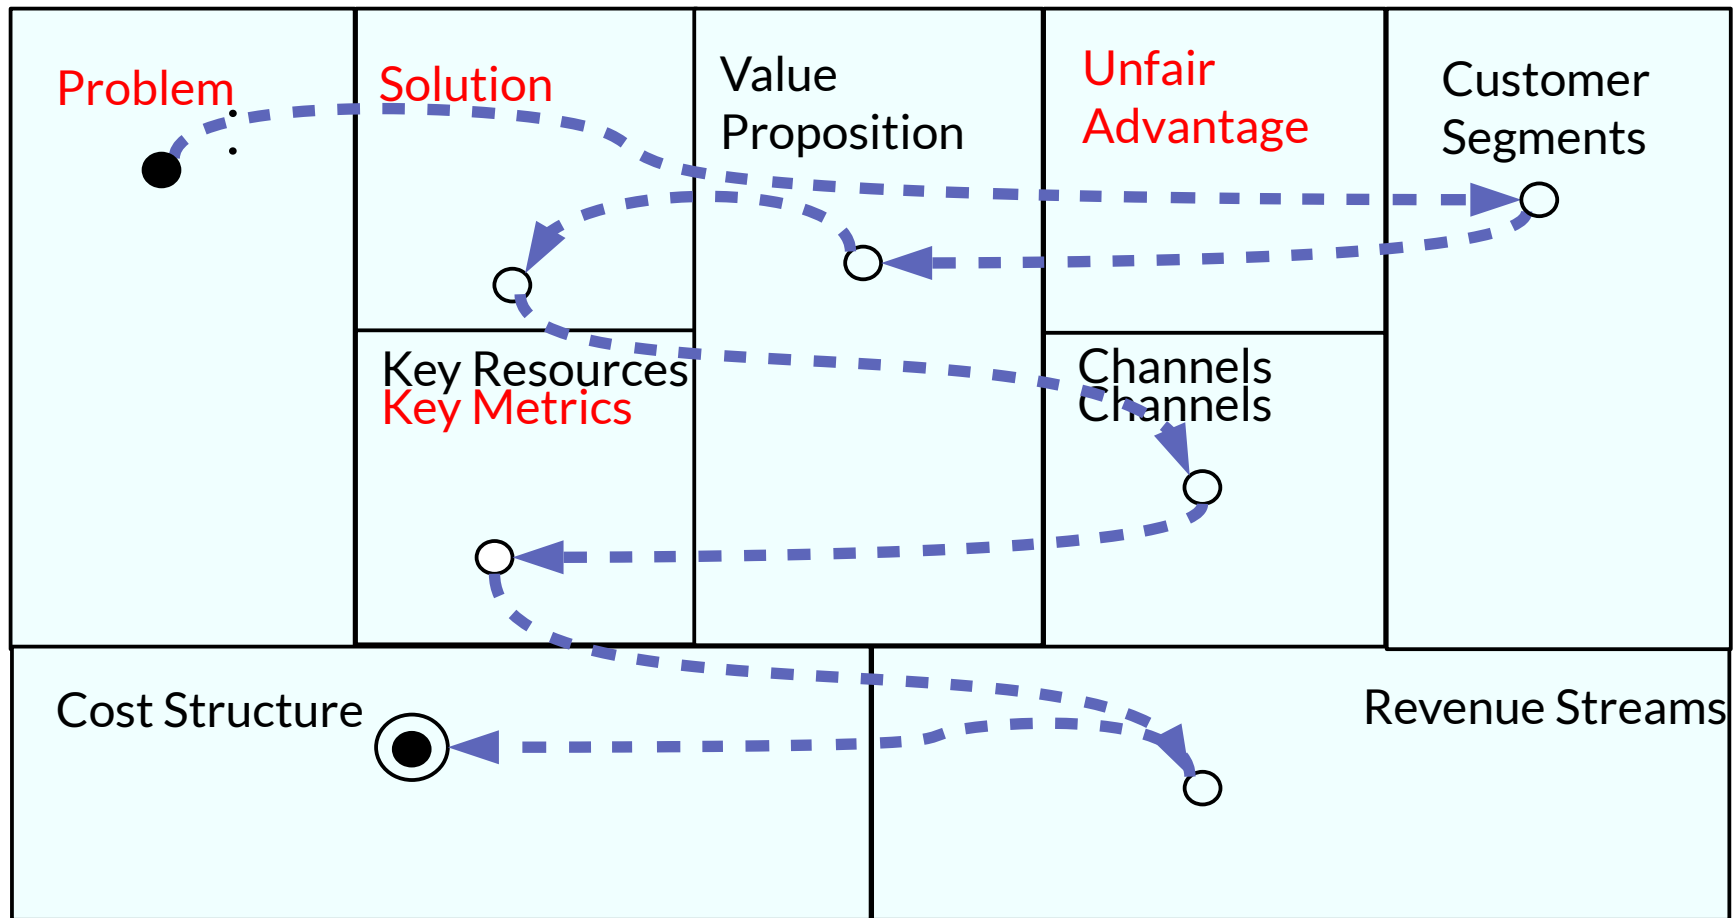 Problem
Solution
Value
Proposition
Unfair
Advantage
Customer
Segments
Key Resources
Key Metrics
Channels
Channels
Cost Structure
Revenue Streams